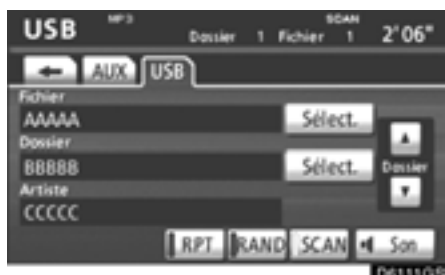 USB MP3 Dossier 1 Fichier 1 SCAN 2'06"
AUX USB
Fichier
AAAAA Sélect.
Dossier
BBBBB Sélect. Dossier
Artiste
CCCCC
RPT RAND SCAN Son